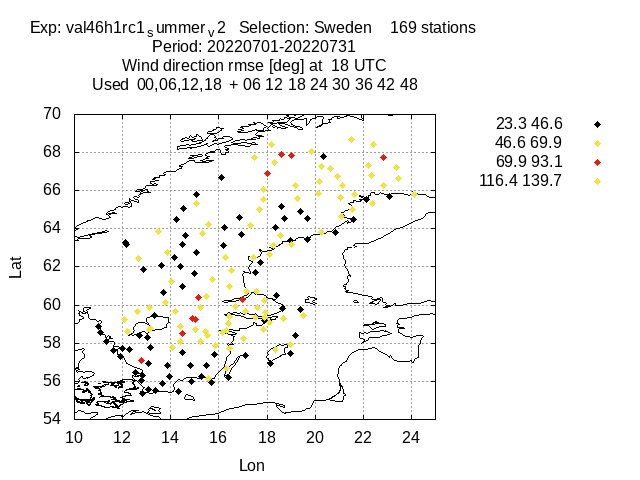 Exp: val46h1rc1summerv2 Selection: Sweden 169 stations
Period: 20220701-20220731
Wind direction rmse [deg] at 18 UTC
Used 00,06,12,18 + 06 12 18 24 30 36 42 48
23.3 46.6
46.6 69.9
69.9 93.1
116.4 139.7
70
68
66
64
62
60
58
56
54
Lat
10 12 14 16 18 20 22 24
Lon